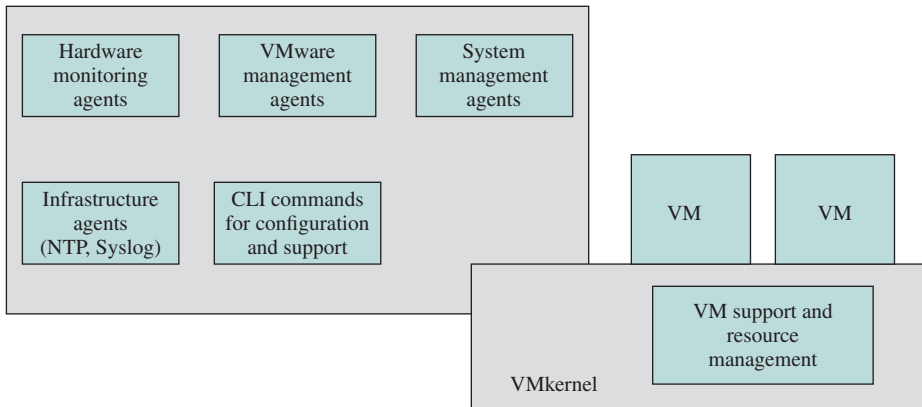 Hardware
monitoring
agents
VMware
management
agents
System
management
agents
Infrastructure
agents
(NTP, Syslog)
CLI commands
for configuration
and support
VM
VM
VM support and
resource
management
VMkernel